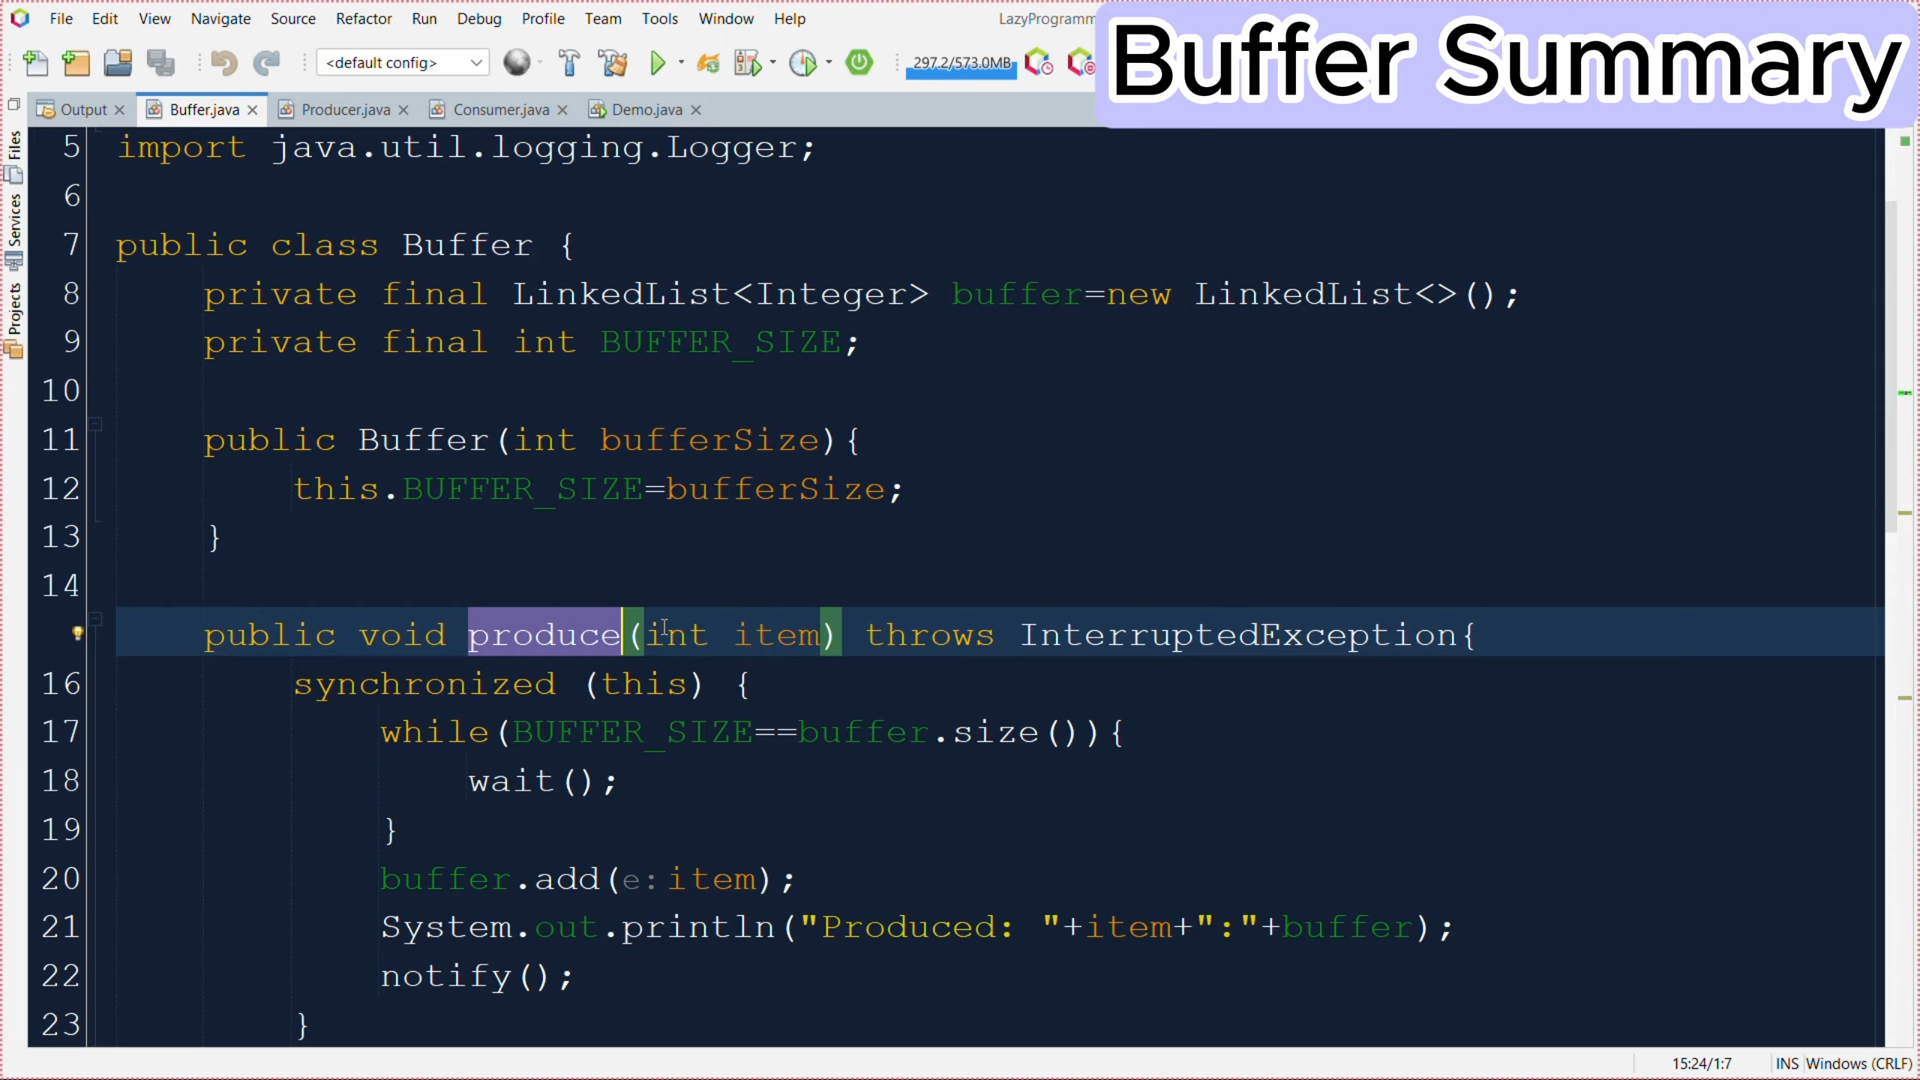 File Edit View Navigate Source Refactor Run Debug Profile Team Tools Window Help LazyProgramm
Buffer Summary
<default config> 297.2/573.0MB
Output Buffer.java Producer.java Consumer.java Demo.java
Files
Services
Projects
5 import java.util.logging.Logger;
6
7 public class Buffer {
8 private final LinkedList<Integer> buffer=new LinkedList<>();
9 private final int BUFFER_SIZE;
10
11 public Buffer(int bufferSize){
12 this.BUFFER_SIZE=bufferSize;
13 }
14
public void produce(int item) throws InterruptedException{
16 synchronized (this) {
17 while(BUFFER_SIZE==buffer.size()){
18 wait();
19 }
20 buffer.add(e:item);
21 System.out.println("Produced: "+item+":"+buffer);
22 notify();
23 }
15:24/1:7 INS Windows (CRLF)